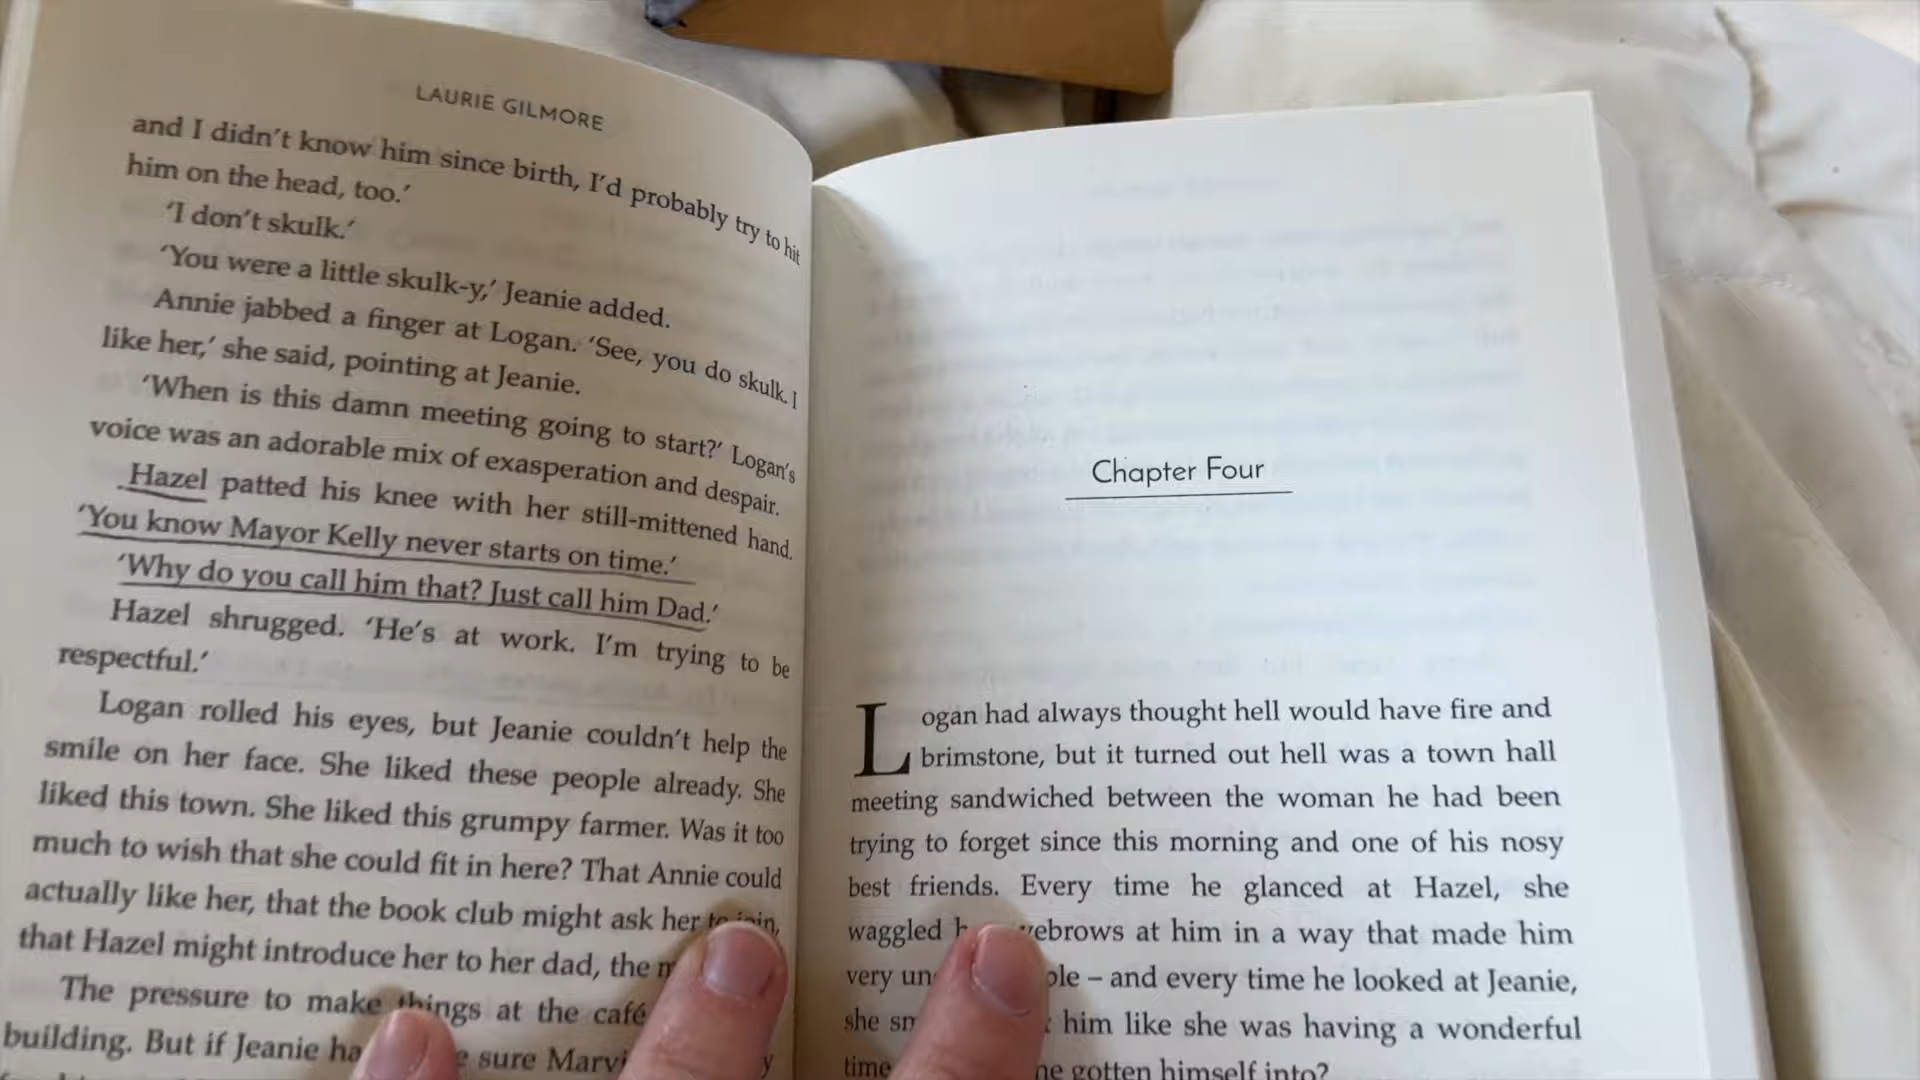 LAURIE GILMORE
and I didn't know him since birth, I'd probably try to hit
him on the head, too.'
'I don't skulk.'
'You were a little skulk-y,' Jeanie added.
Annie jabbed a finger at Logan. 'See, you do skulk. I
like her,' she said, pointing at Jeanie.
'When is this damn meeting going to start?' Logan's
voice was an adorable mix of exasperation and despair.
Hazel patted his knee with her still-mittened hand.
'You know Mayor Kelly never starts on time.'
'Why do you call him that? Just call him Dad.'
Hazel shrugged. 'He's at work. I'm trying to be
respectful.'
Logan rolled his eyes, but Jeanie couldn't help the
smile on her face. She liked these people already. She
liked this town. She liked this grumpy farmer. Was it too
much to wish that she could fit in here? That Annie could
actually like her, that the book club might ask her to join,
that Hazel might introduce her to her dad, the
The pressure to make things at the café
building. But if Jeanie sure
Chapter Four
Logan had always thought hell would have fire and
brimstone, but it turned out hell was a town hall
meeting sandwiched between the woman he had been
trying to forget since this morning and one of his nosy
best friends. Every time he glanced at Hazel, she
waggled eyebrows at him in a way that made him
very – and every time he looked at Jeanie,
she him like she was having a wonderful
time gotten himself into?